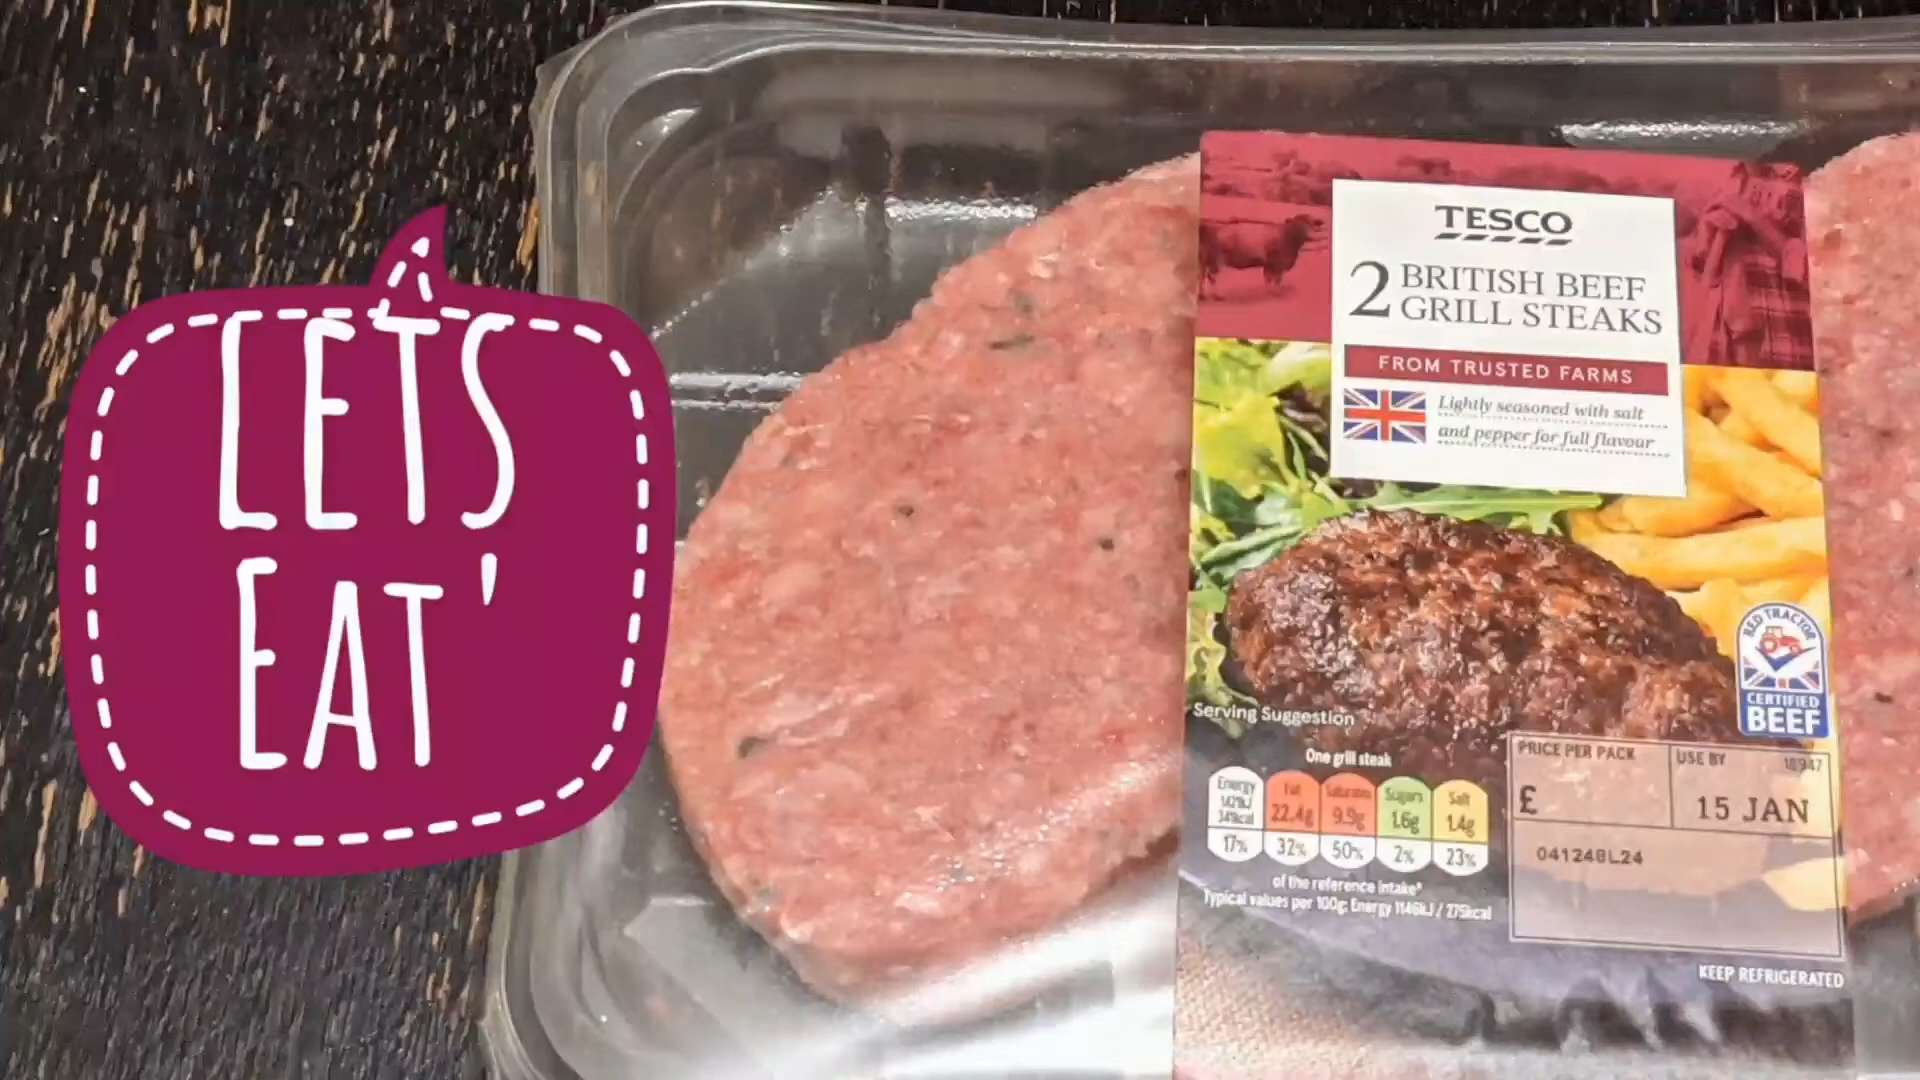 LETS
EAT'
TESCO
2 BRITISH BEEF
GRILL STEAKS
FROM TRUSTED FARMS
Lightly seasoned with salt
and pepper for full flavour
RED TRACTOR
CERTIFIED
BEEF
Serving Suggestion
One grill steak
Energy Fat Saturates Sugars Salt
1421kJ
341kcal 22.4g 9.9g 1.6g 1.4g
17% 32% 50% 2% 23%
of the reference intake*
Typical values per 100g: Energy 1146kJ / 275kcal
PRICE PER PACK
£
USE BY 18947
15 JAN
041248L24
KEEP REFRIGERATED